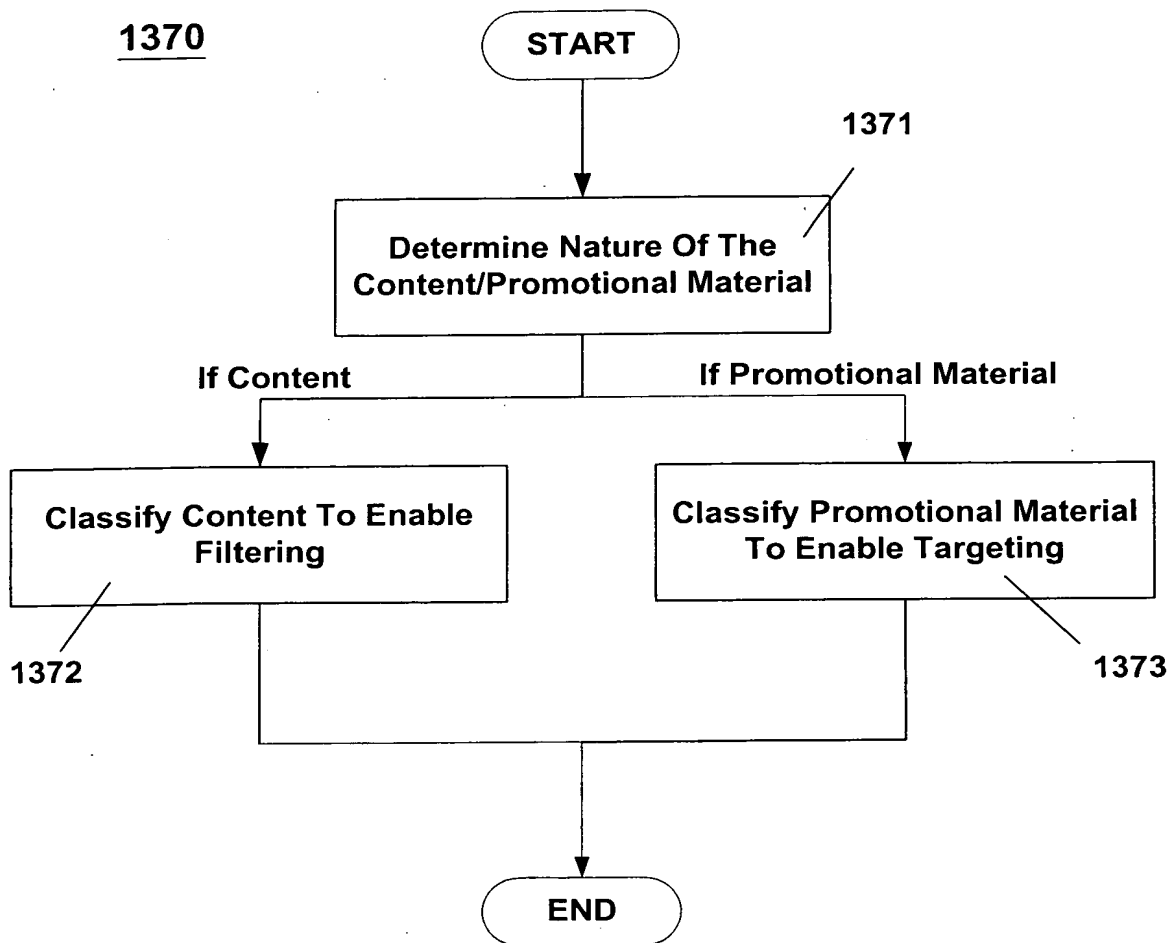 1370
START
1371
Determine Nature Of The
Content/Promotional Material
If Content
If Promotional Material
Classify Content To Enable
Filtering
Classify Promotional Material
To Enable Targeting
1372
1373
END